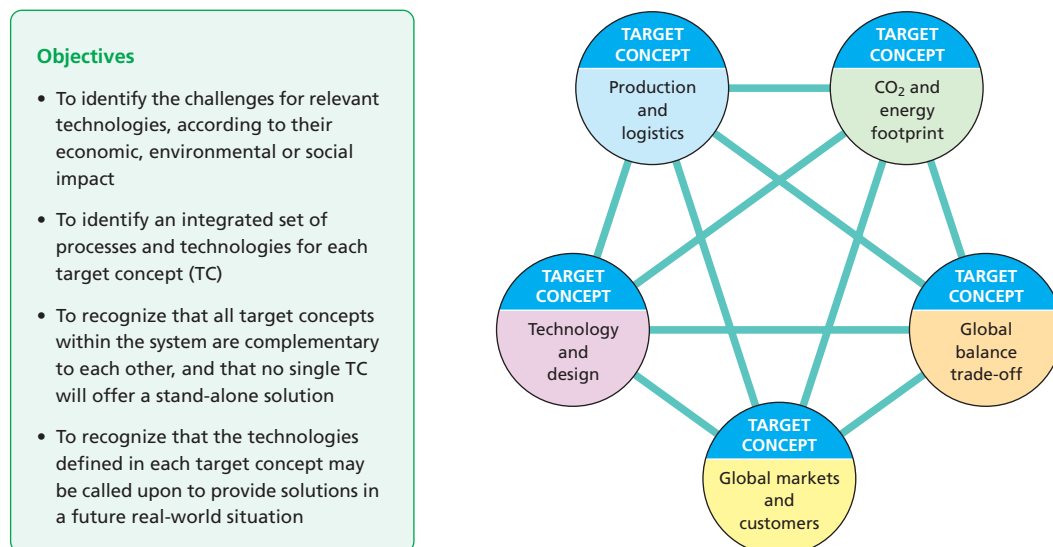 Objectives
• To identify the challenges for relevant
technologies, according to their
economic, environmental or social
impact
• To identify an integrated set of
processes and technologies for each
target concept (TC)
• To recognize that all target concepts
within the system are complementary
to each other, and that no single TC
will offer a stand-alone solution
• To recognize that the technologies
defined in each target concept may
be called upon to provide solutions in
a future real-world situation
TARGET
CONCEPT
Production
and
logistics
TARGET
CONCEPT
CO₂ and
energy
footprint
TARGET
CONCEPT
Technology
and
design
TARGET
CONCEPT
Global
balance
trade-off
TARGET
CONCEPT
Global markets
and
customers